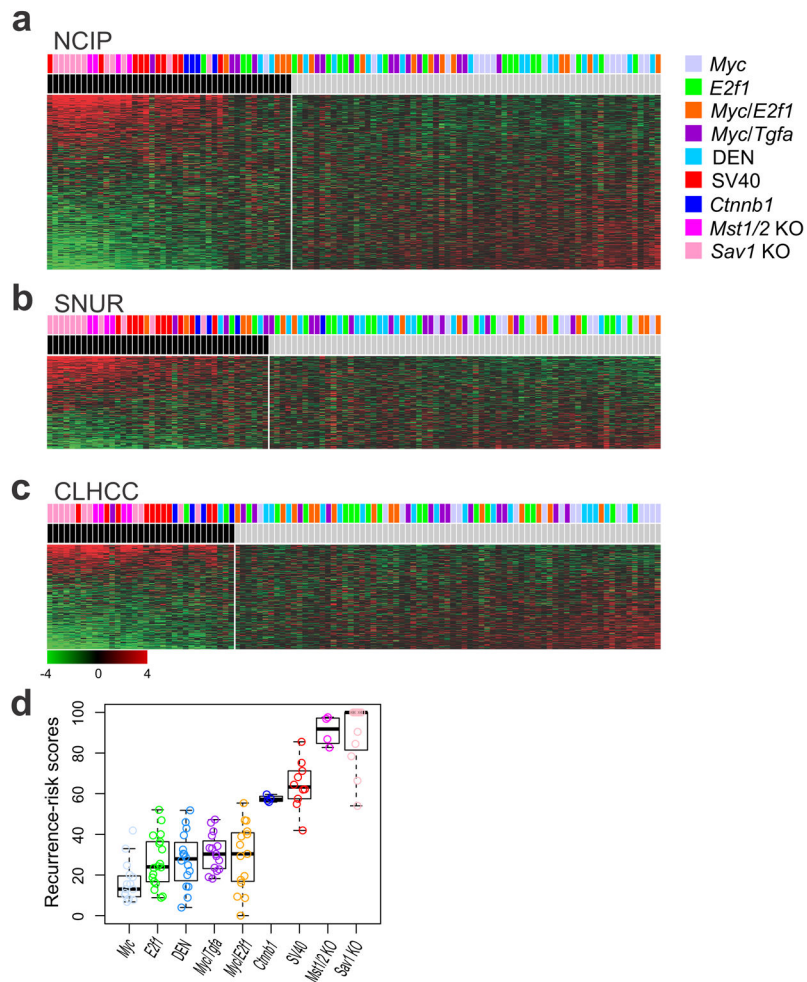 a
NCIP
Myc
E2f1
Myc/E2f1
Myc/Tgfa
DEN
SV40
Ctnnb1
Mst1/2 KO
Sav1 KO
b
SNUR
c
CLHCC
-4 0 4
d
Recurrence-risk scores
100
80
60
40
20
0
Myc E2f1 DEN Myc/Tgfa Myc/E2f1 Ctnnb1 SV40 Mst1/2 KO Sav1 KO